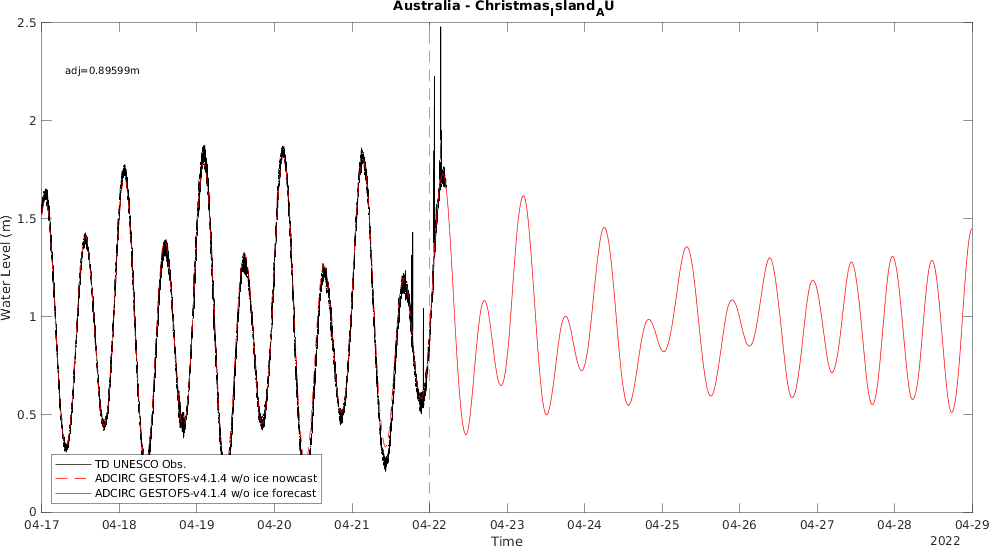 Australia - ChristmasIslandAU
adj=0.89599m
Water Level (m)
2.5
2
1.5
1
0.5
0
TD UNESCO Obs.
ADCIRC GESTOFS-v4.1.4 w/o ice nowcast
ADCIRC GESTOFS-v4.1.4 w/o ice forecast
04-17 04-18 04-19 04-20 04-21 04-22 04-23 04-24 04-25 04-26 04-27 04-28 04-29
Time
2022